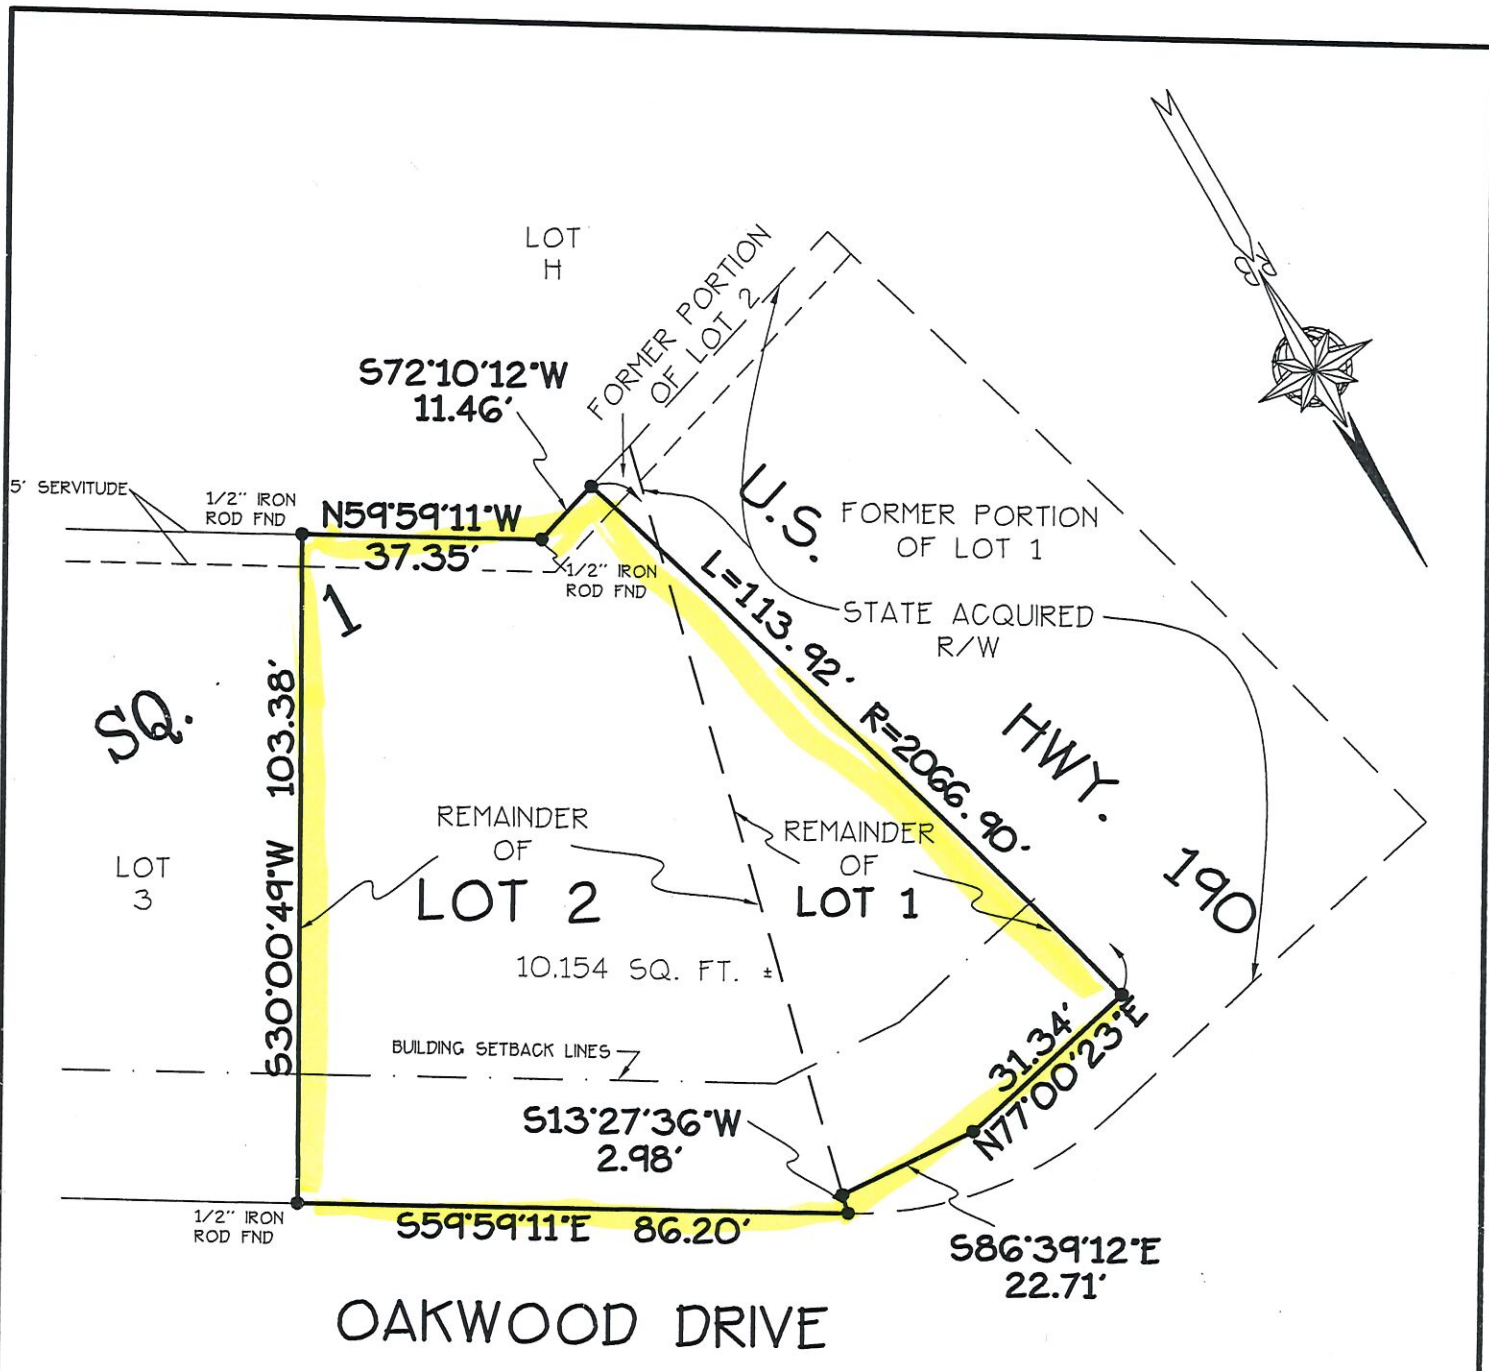 LOT
H
FORMER PORTION
OF LOT 2
S72°10'12"W
11.46'
5' SERVITUDE
1/2" IRON
ROD FND
N59°59'11"W
37.35'
1/2" IRON
ROD FND
1
U.S.
FORMER PORTION
OF LOT 1
L=113.92'
STATE ACQUIRED
R/W
SQ.
103.38'
S30°00'49"W
R=2066.90'
HWY.
190
LOT
3
REMAINDER
OF
LOT 2
REMAINDER
OF
LOT 1
10,154 SQ. FT. ±
BUILDING SETBACK LINES
31.34'
N77°00'23"E
S13°27'36"W
2.98'
1/2" IRON
ROD FND
S59°59'11"E 86.20'
S86°39'12"E
22.71'
OAKWOOD DRIVE